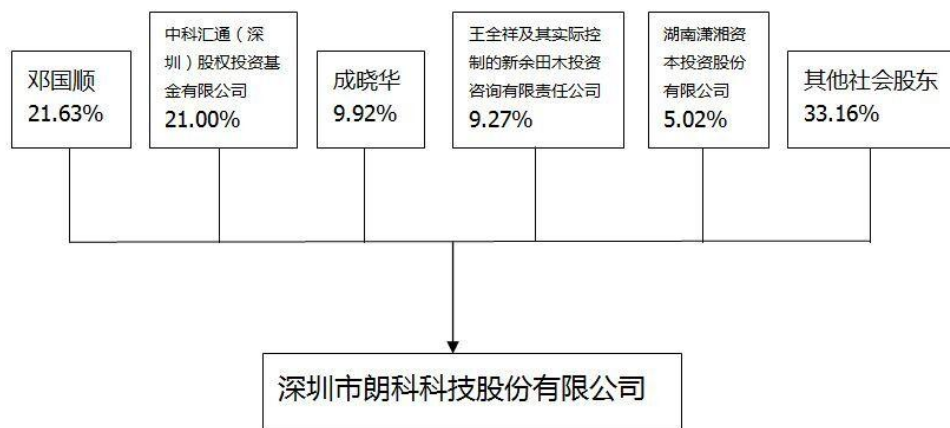 邓国顺
21.63%
中科汇通（深
圳）股权投资基
金有限公司
21.00%
成晓华
9.92%
王全祥及其实际控
制的新余田木投资
咨询有限责任公司
9.27%
湖南潇湘资
本投资股份
有限公司
5.02%
其他社会股东
33.16%
深圳市朗科科技股份有限公司